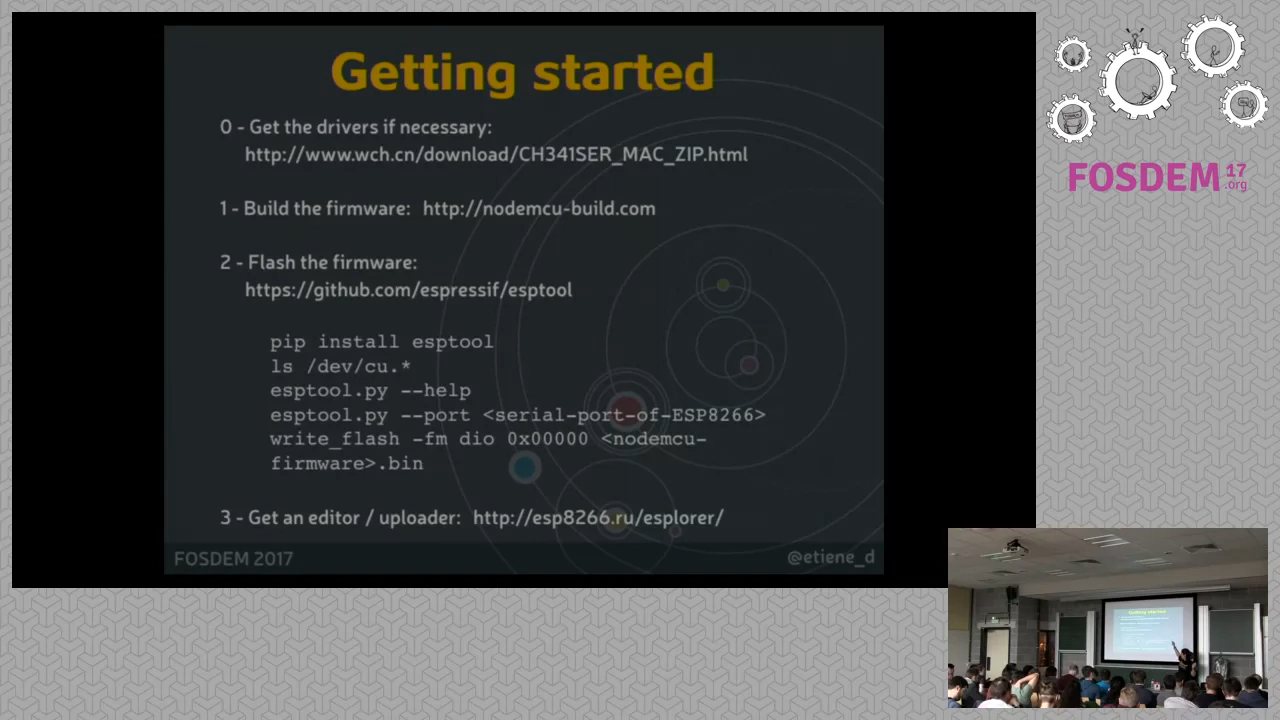 Getting started
0 - Get the drivers if necessary:
http://www.wch.cn/download/CH341SER_MAC_ZIP.html
1 - Build the firmware: http://nodemcu-build.com
2 - Flash the firmware:
https://github.com/espressif/esptool
pip install esptool
ls /dev/cu.*
esptool.py --help
esptool.py --port <serial-port-of-ESP8266>
write_flash -fm dio 0x00000 <nodemcu-
firmware>.bin
3 - Get an editor / uploader: http://esp8266.ru/esplorer/
FOSDEM 2017
@etiene_d
FOSDEM 17
.org
Getting started